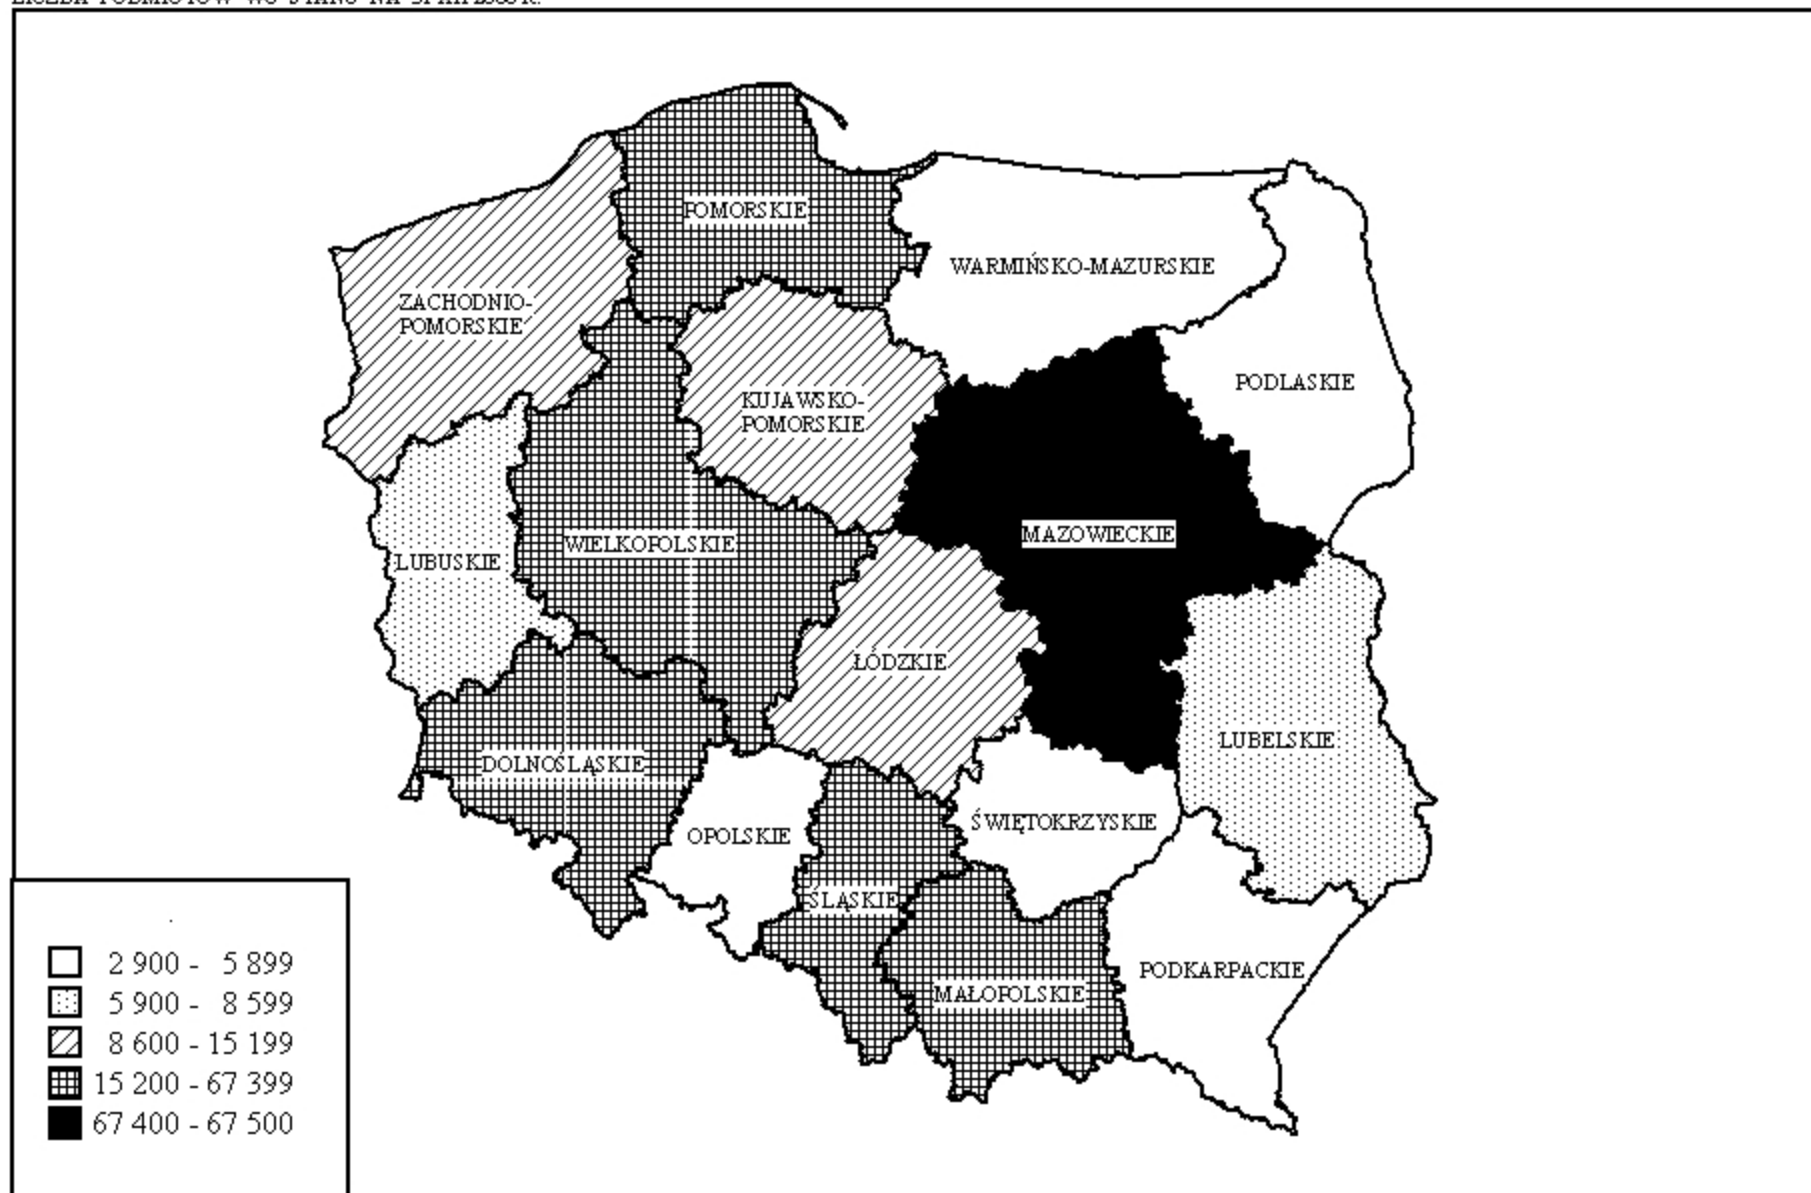 POMORSKIE
WARMIŃSKO-MAZURSKIE
ZACHODNIO-
POMORSKIE
PODLASKIE
KUJAWSKO-
POMORSKIE
MAZOWIECKIE
WIELKOPOLSKIE
LUBUSKIE
ŁÓDZKIE
LUBELSKIE
DOLNOŚLĄSKIE
ŚWIĘTOKRZYSKIE
OPOLSKIE
ŚLĄSKIE
PODKARPACKIE
MAŁOPOLSKIE
2 900 - 5 899
5 900 - 8 599
8 600 - 15 199
15 200 - 67 399
67 400 - 67 500